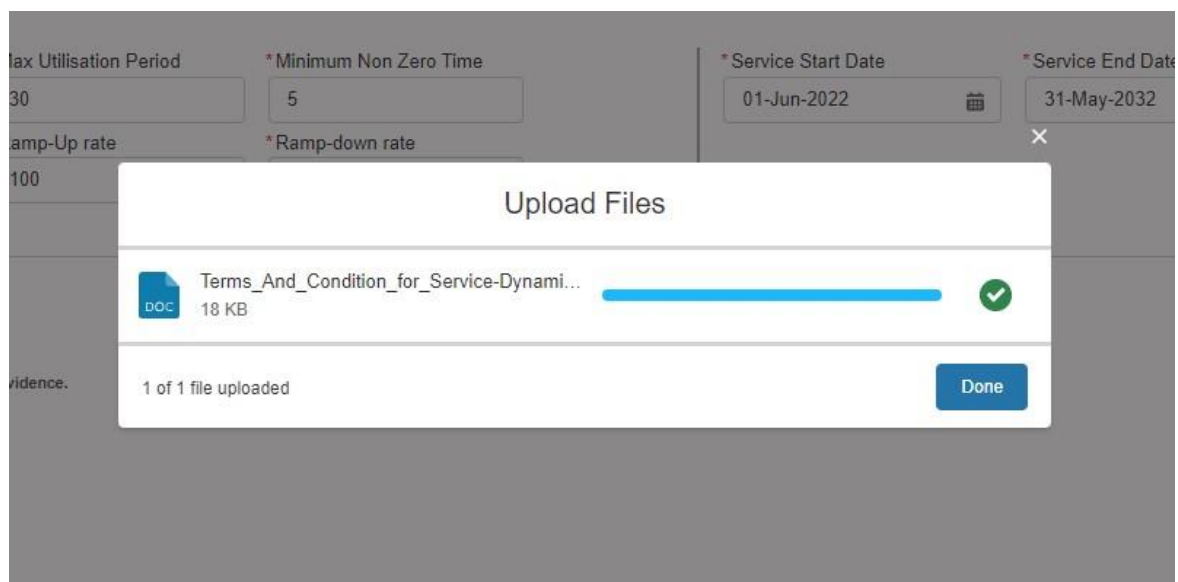 Max Utilisation Period * Minimum Non Zero Time * Service Start Date * Service End Date
30 5 01-Jun-2022 31-May-2032
Ramp-Up rate * Ramp-down rate
100
Upload Files
Terms_And_Condition_for_Service-Dynami...
DOC 18 KB
vidence.
1 of 1 file uploaded Done